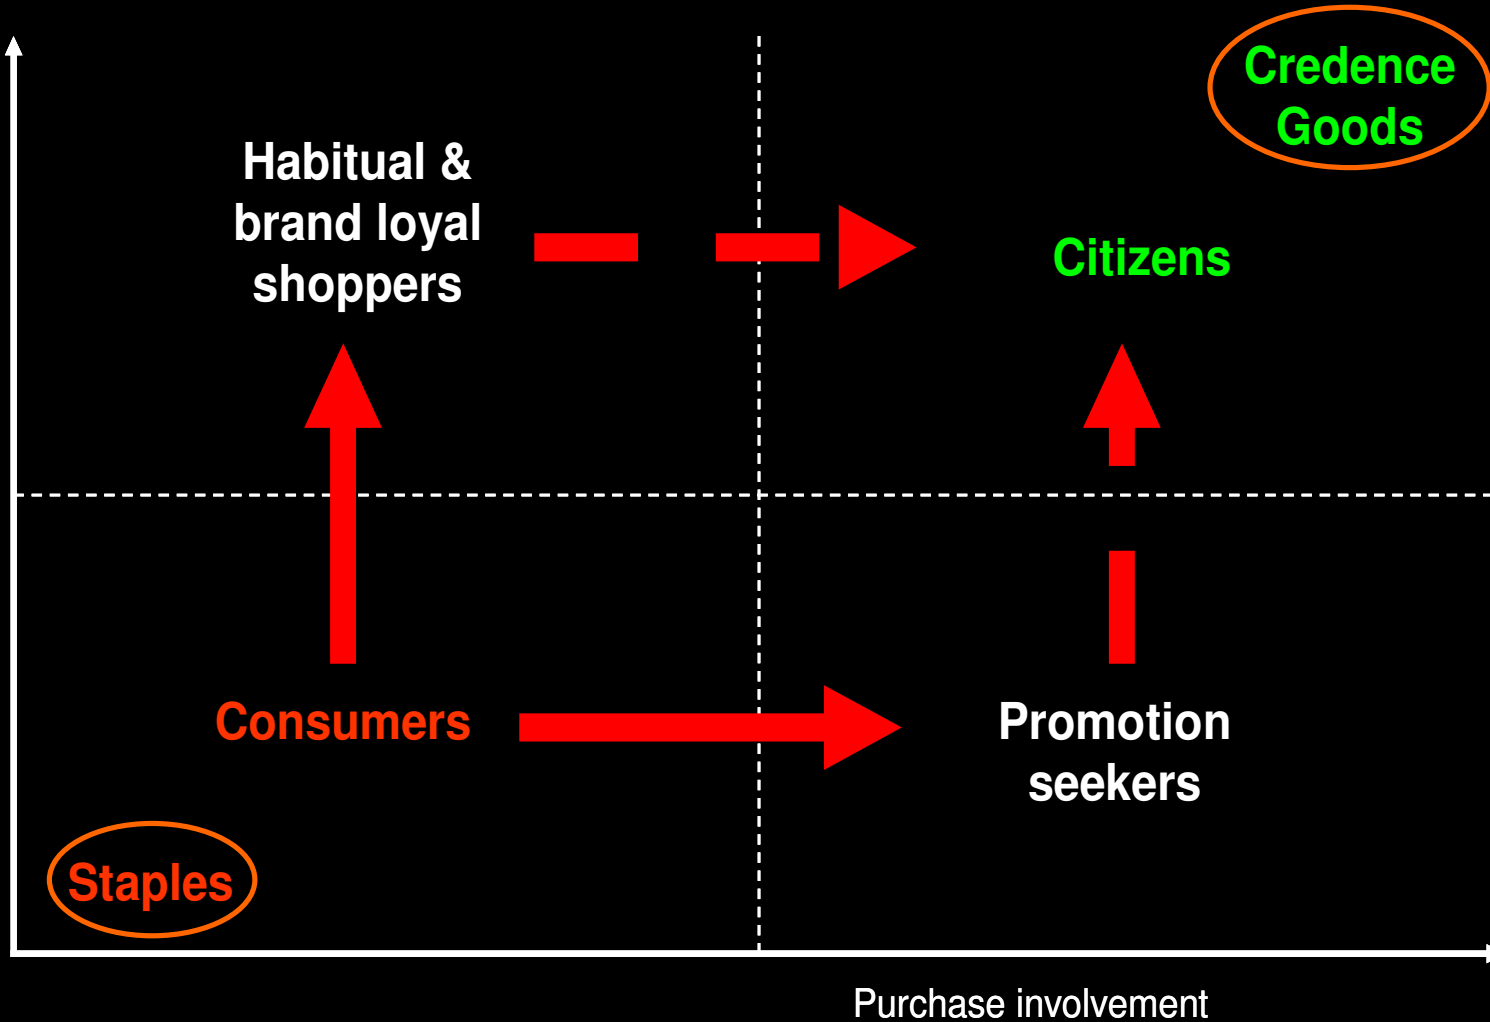 Credence
Goods
Habitual &
brand loyal
shoppers
Citizens
Consumers
Promotion
seekers
Staples
Purchase involvement